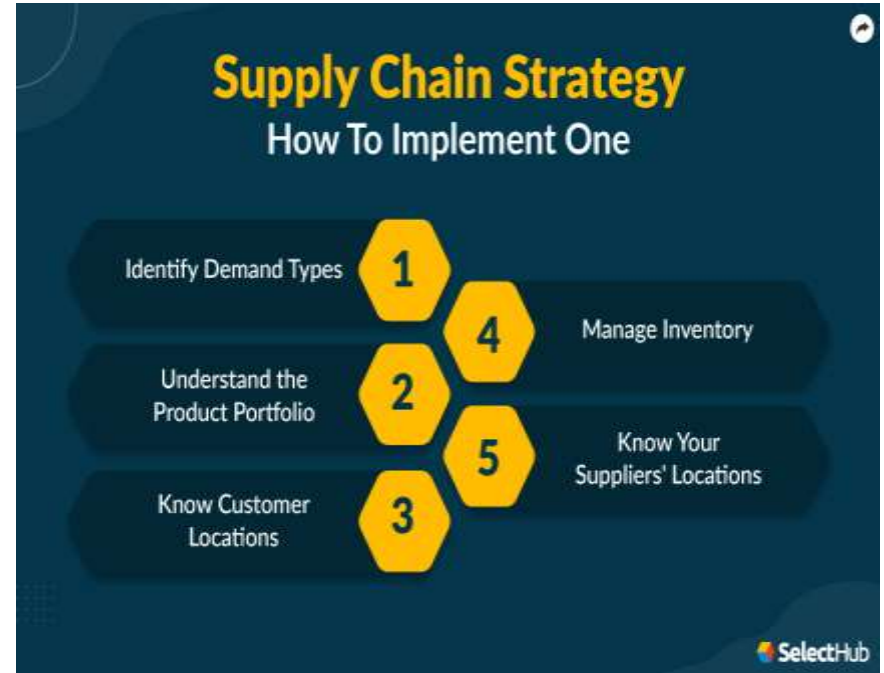 Supply Chain Strategy
How To Implement One
Identify Demand Types
1
Understand the
Product Portfolio
2
Know Customer
Locations
3
4
Manage Inventory
5
Know Your
Suppliers' Locations
SelectHub